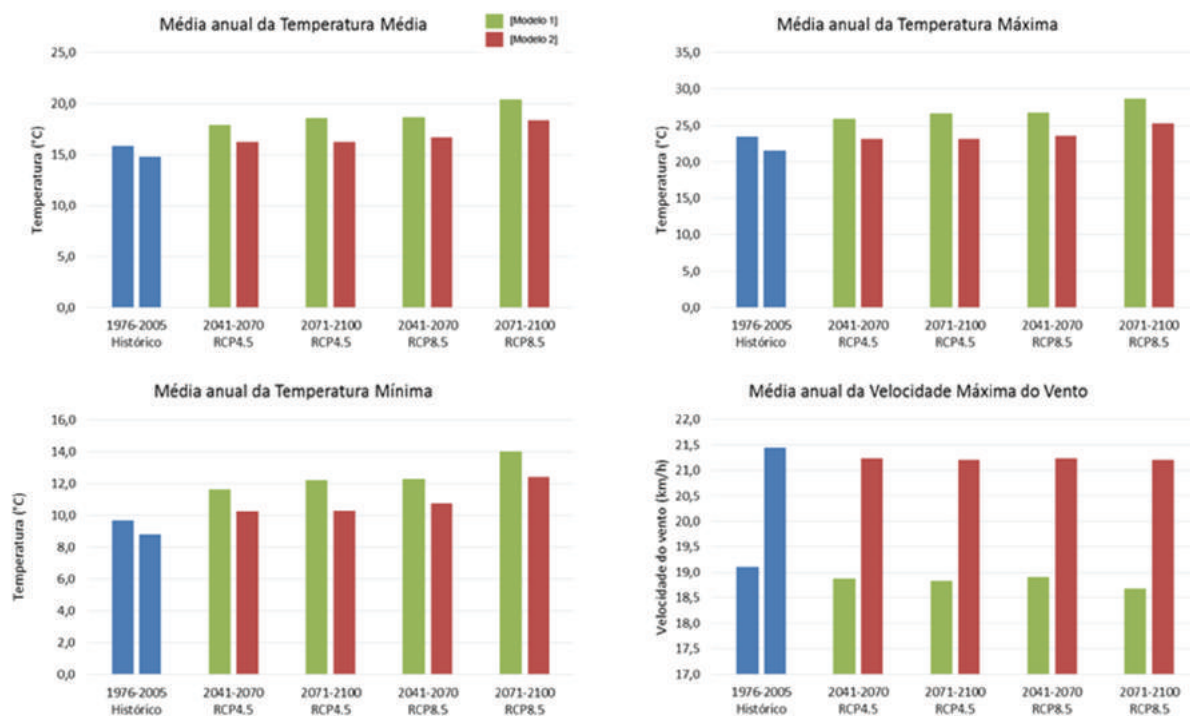 Média anual da Temperatura Média
[Modelo 1]
[Modelo 2]
Temperatura (°C)
25,0
20,0
15,0
10,0
5,0
0,0
1976-2005
Histórico
2041-2070
RCP4.5
2071-2100
RCP4.5
2041-2070
RCP8.5
2071-2100
RCP8.5
Média anual da Temperatura Máxima
Temperatura (°C)
35,0
30,0
25,0
20,0
15,0
10,0
5,0
0,0
1976-2005
Histórico
2041-2070
RCP4.5
2071-2100
RCP4.5
2041-2070
RCP8.5
2071-2100
RCP8.5
Média anual da Temperatura Mínima
Temperatura (°C)
16,0
14,0
12,0
10,0
8,0
6,0
4,0
2,0
0,0
1976-2005
Histórico
2041-2070
RCP4.5
2071-2100
RCP4.5
2041-2070
RCP8.5
2071-2100
RCP8.5
Média anual da Velocidade Máxima do Vento
Velocidade do vento (km/h)
22,0
21,5
21,0
20,5
20,0
19,5
19,0
18,5
18,0
17,5
17,0
1976-2005
Histórico
2041-2070
RCP4.5
2071-2100
RCP4.5
2041-2070
RCP8.5
2071-2100
RCP8.5